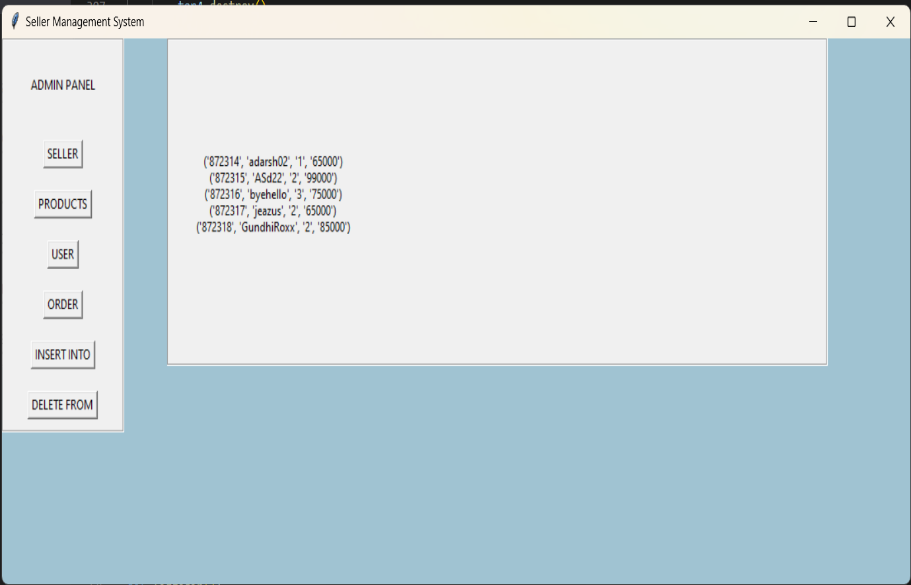 Seller Management System
ADMIN PANEL
SELLER
PRODUCTS
USER
ORDER
INSERT INTO
DELETE FROM
('872314', 'adarsh02', '1', '65000')
('872315', 'ASd22', '2', '99000')
('872316', 'byehello', '3', '75000')
('872317', 'jeazus', '2', '65000')
('872318', 'GundhiRoxx', '2', '85000')